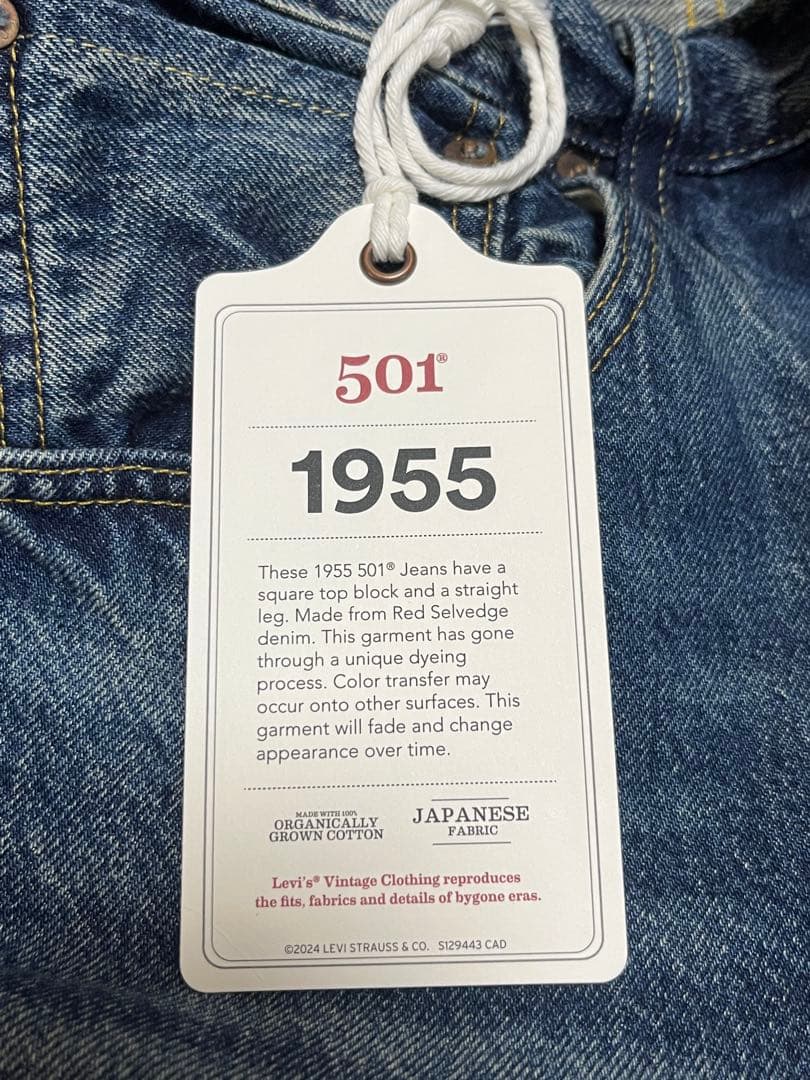 501®
1955
These 1955 501® Jeans have a
square top block and a straight
leg. Made from Red Selvedge
denim. This garment has gone
through a unique dyeing
process. Color transfer may
occur onto other surfaces. This
garment will fade and change
appearance over time.
MADE WITH 100%
ORGANICALLY
GROWN COTTON
JAPANESE
FABRIC
Levi's® Vintage Clothing reproduces
the fits, fabrics and details of bygone eras.
©2024 LEVI STRAUSS & CO. S129443 CAD